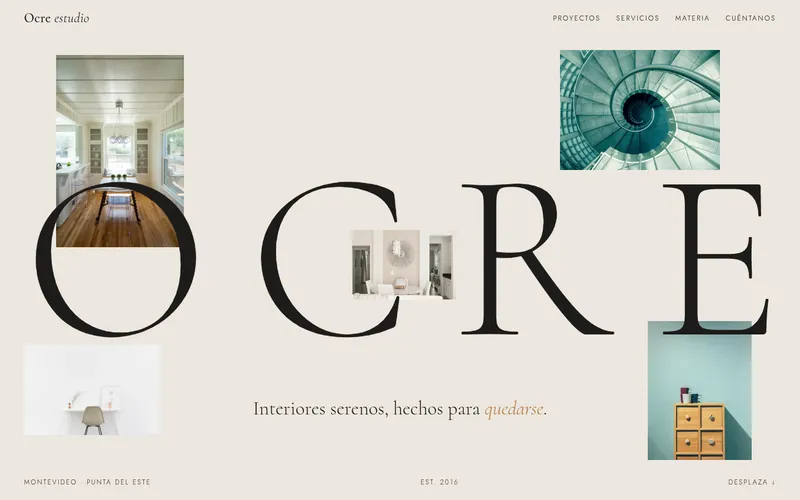 Ocre estudio
PROYECTOS SERVICIOS MATERIA CUÉNTANOS
OCRE
Interiores serenos, hechos para quedarse.
MONTEVIDEO · PUNTA DEL ESTE
EST. 2016
DESPLAZA ↓